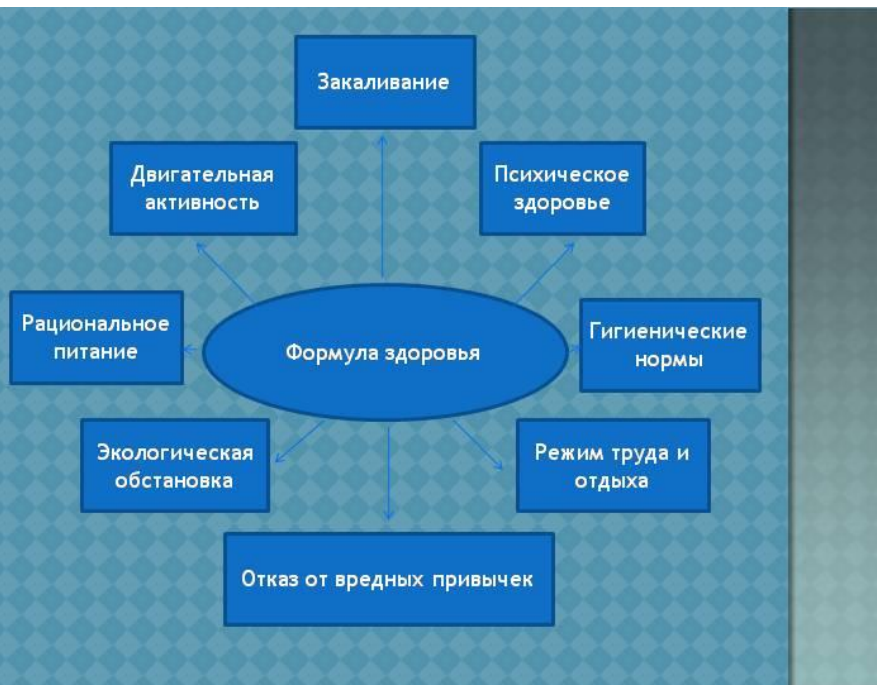 Закаливание
Двигательная
активность
Психическое
здоровье
Рациональное
питание
Формула здоровья
Гигиенические
нормы
Экологическая
обстановка
Режим труда и
отдыха
Отказ от вредных привычек